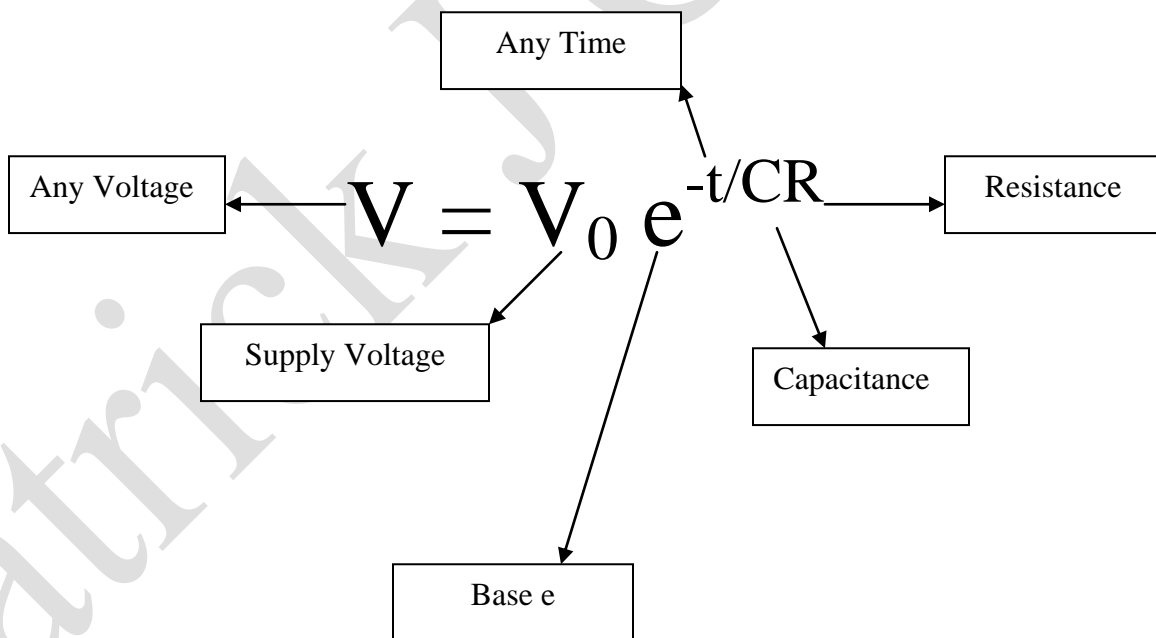 Any Time
Any Voltage
V = V₀ e^-t/CR
Resistance
Supply Voltage
Capacitance
Base e